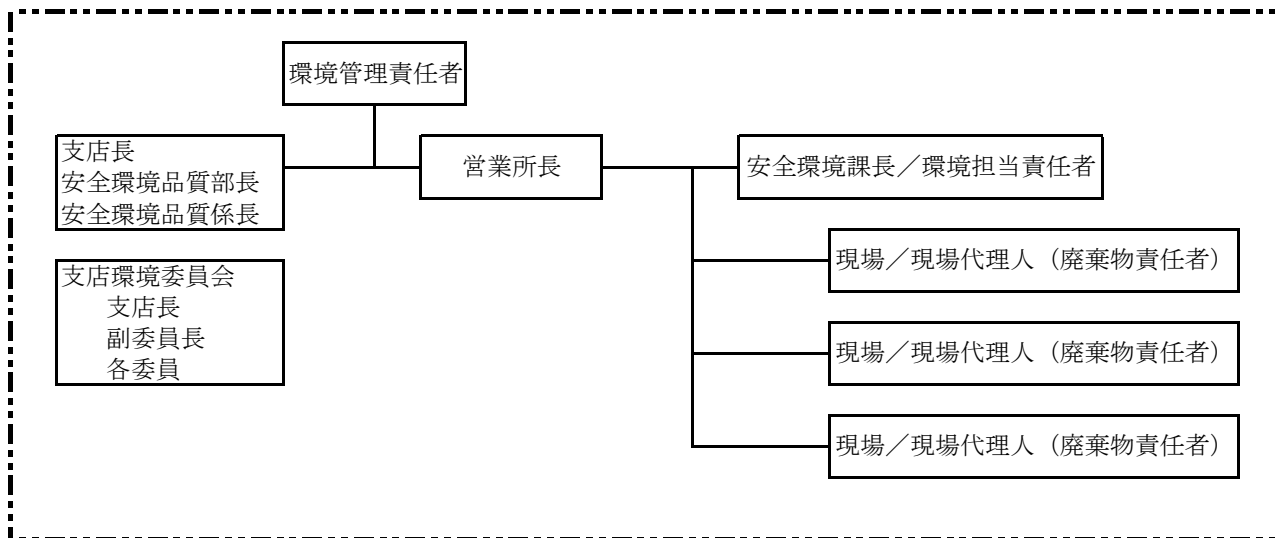 環境管理責任者
支店長
安全環境品質部長
安全環境品質係長
営業所長
安全環境課長／環境担当責任者
現場／現場代理人（廃棄物責任者）
支店環境委員会
支店長
副委員長
各委員
現場／現場代理人（廃棄物責任者）
現場／現場代理人（廃棄物責任者）